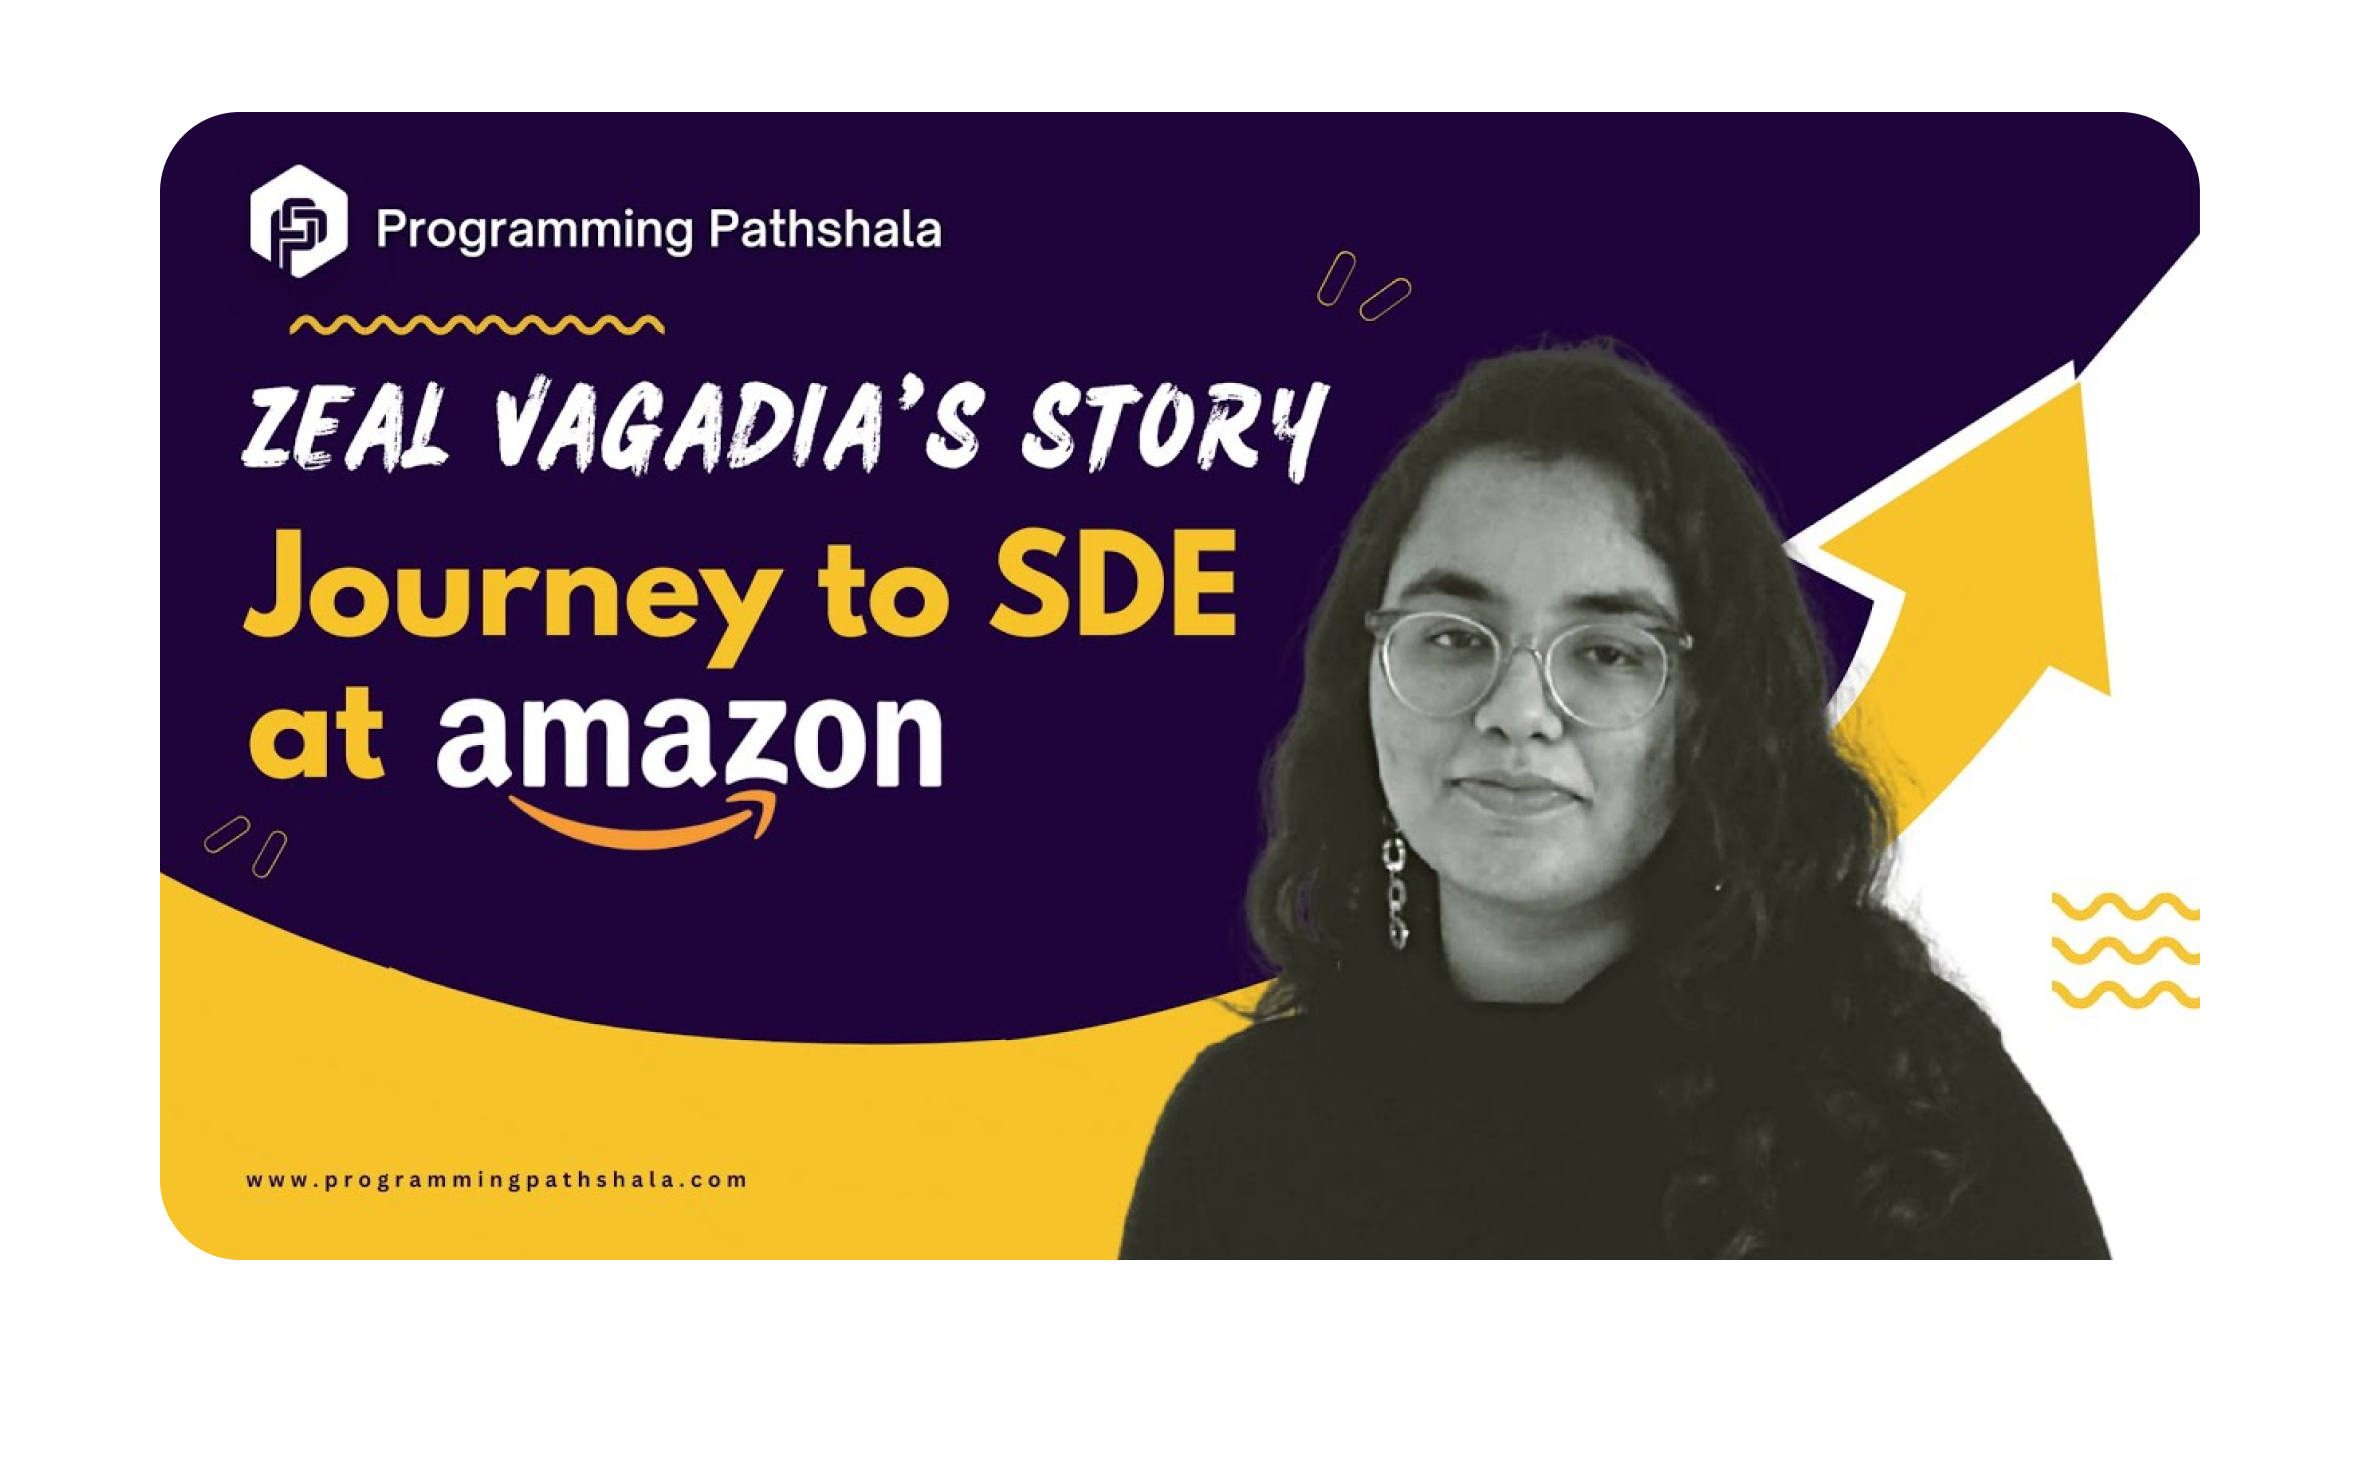 Programming Pathshala
ZEAL VAGADIA'S STORY
Journey to SDE
at amazon
www.programmingpathshala.com